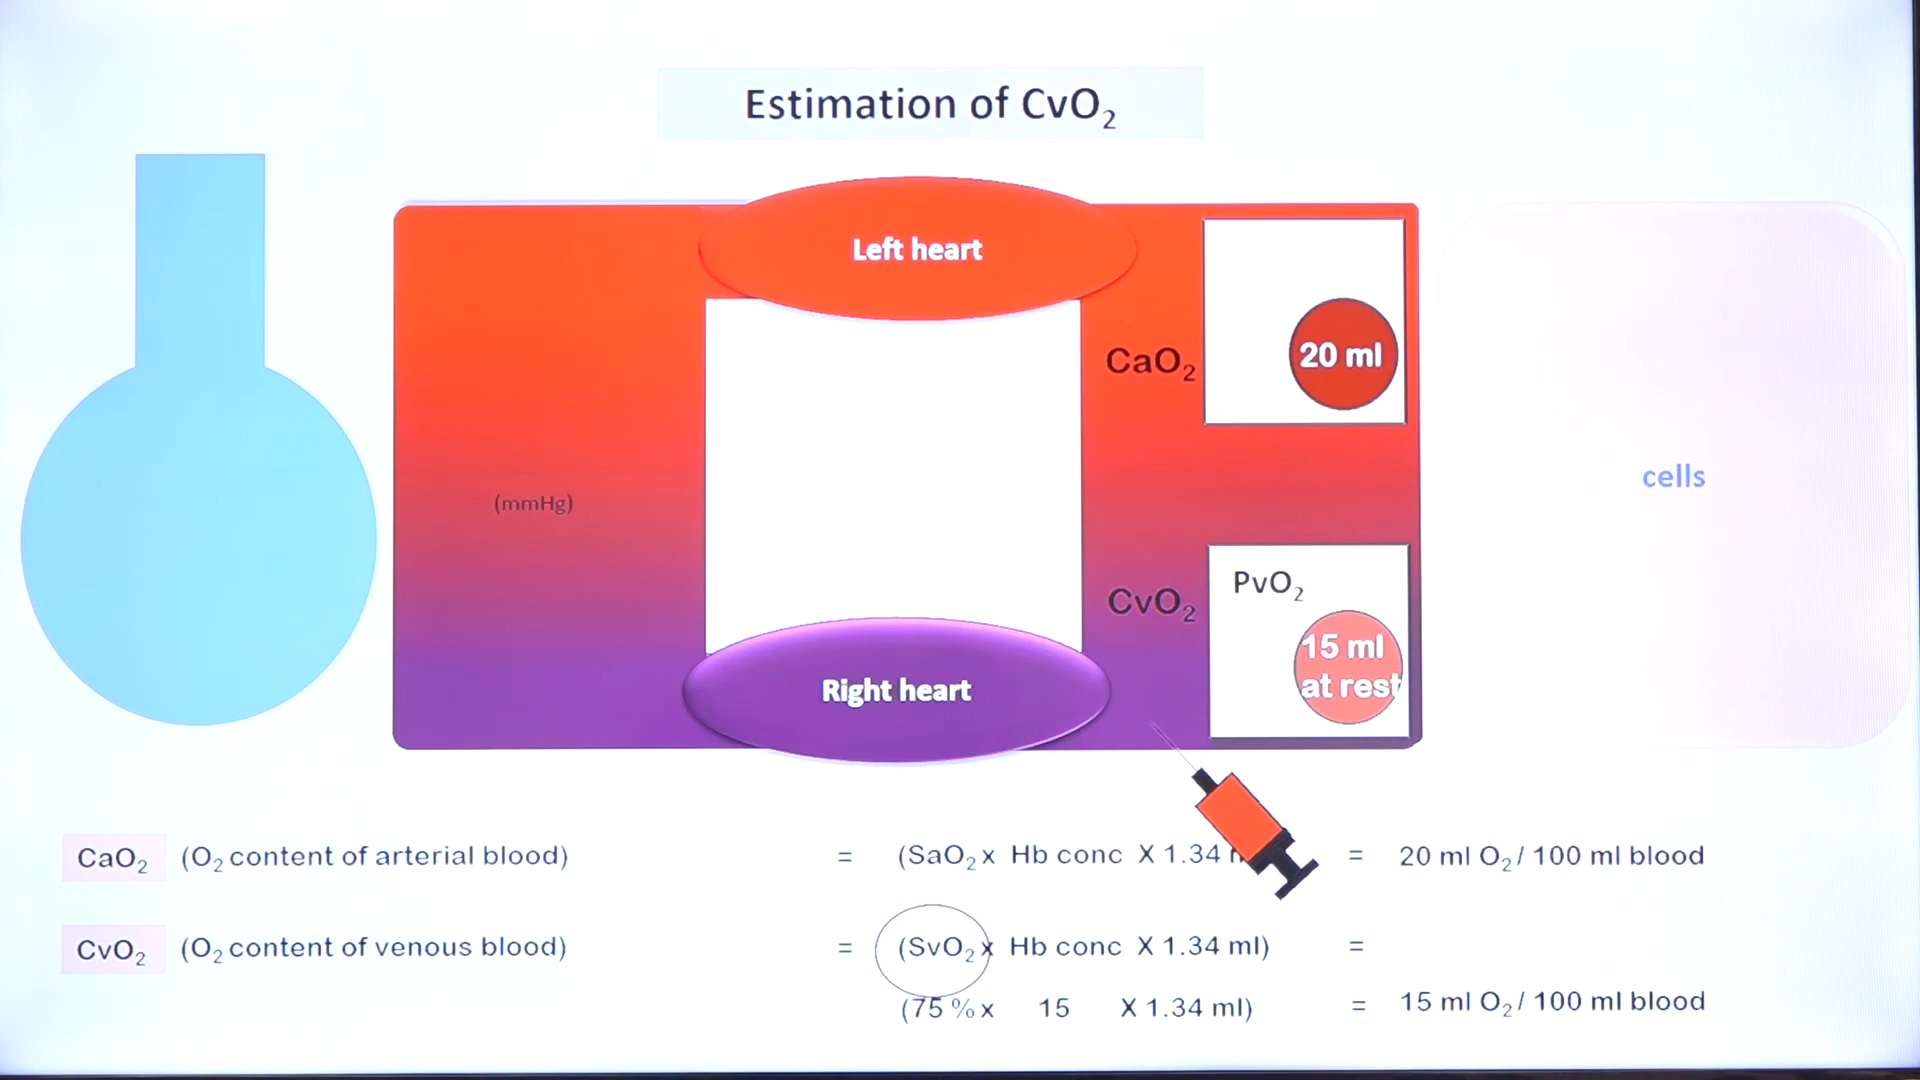 Estimation of CvO₂
Left heart
20 ml
CaO₂
cells
(mmHg)
PvO₂
CvO₂
15 ml
at rest
Right heart
CaO₂ (O₂ content of arterial blood) = (SaO₂ x Hb conc X 1.34 = 20 ml O₂ / 100 ml blood
CvO₂ (O₂ content of venous blood) = (SvO₂ x Hb conc X 1.34 ml) =
(75 % x 15 X 1.34 ml) = 15 ml O₂ / 100 ml blood